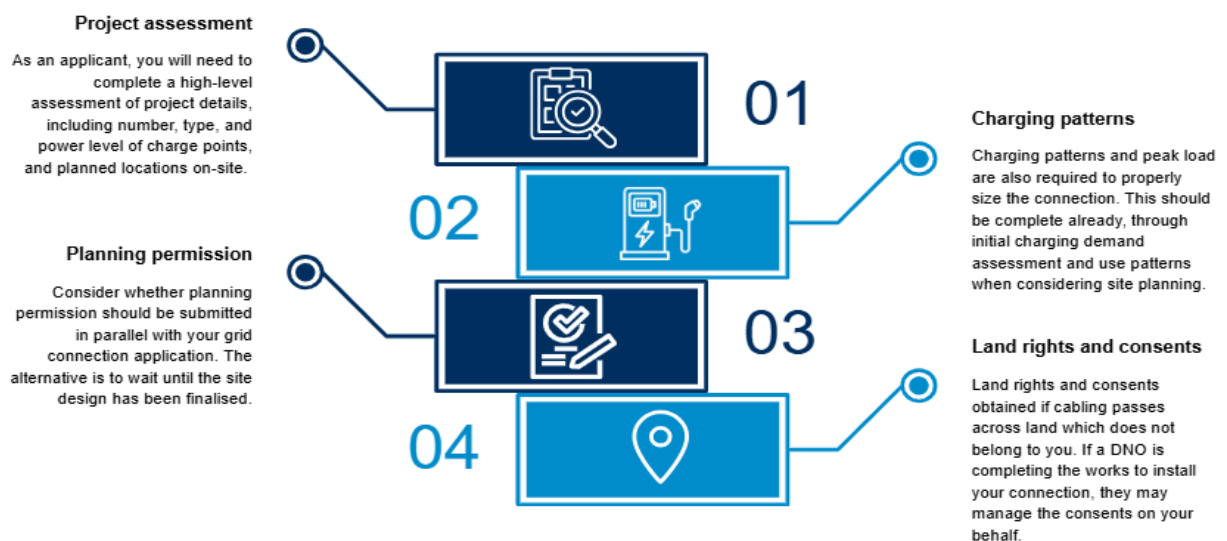 Project assessment
As an applicant, you will need to
complete a high-level
assessment of project details,
including number, type, and
power level of charge points,
and planned locations on-site.
01
Charging patterns
Charging patterns and peak load
are also required to properly
size the connection. This should
be complete already, through
initial charging demand
assessment and use patterns
when considering site planning.
02
Planning permission
Consider whether planning
permission should be submitted
in parallel with your grid
connection application. The
alternative is to wait until the site
design has been finalised.
03
Land rights and consents
Land rights and consents
obtained if cabling passes
across land which does not
belong to you. If a DNO is
completing the works to install
your connection, they may
manage the consents on your
behalf.
04